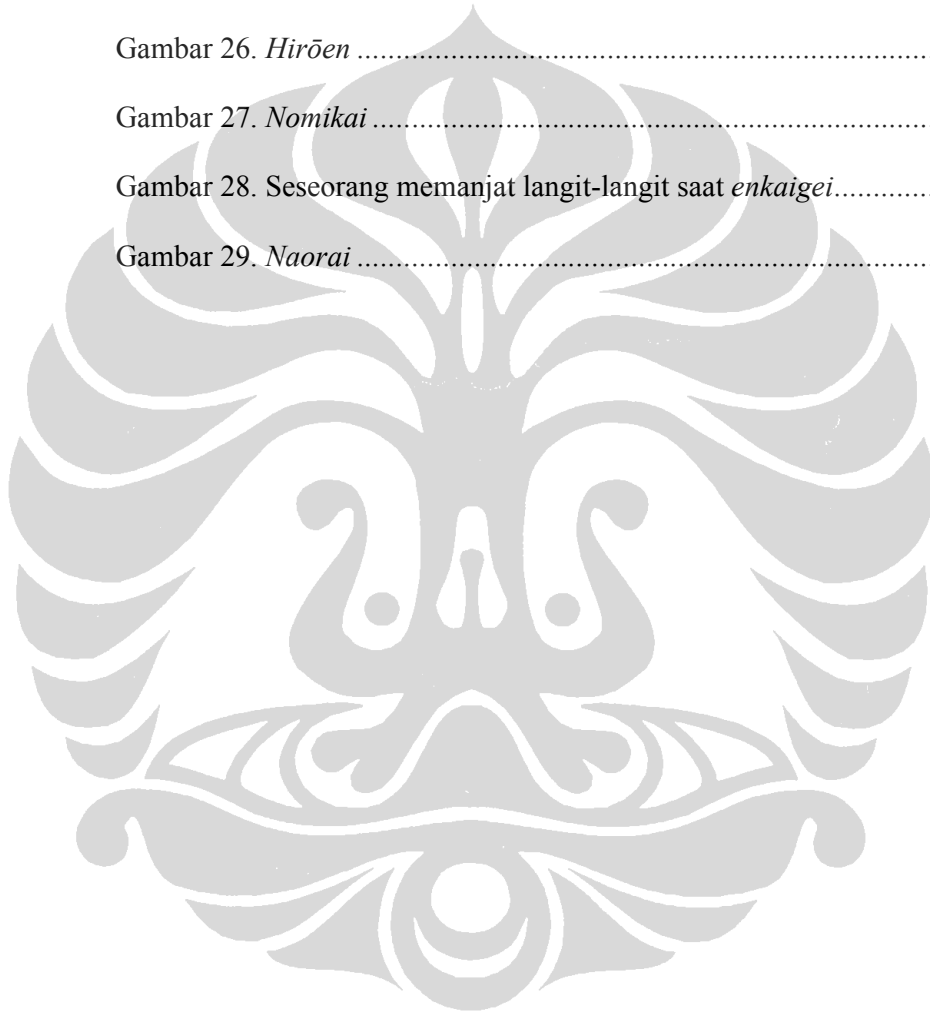 Gambar 26. Hirōen ..........................................................................
Gambar 27. Nomikai ........................................................................
Gambar 28. Seseorang memanjat langit-langit saat enkaigei.............
Gambar 29. Naorai ..........................................................................